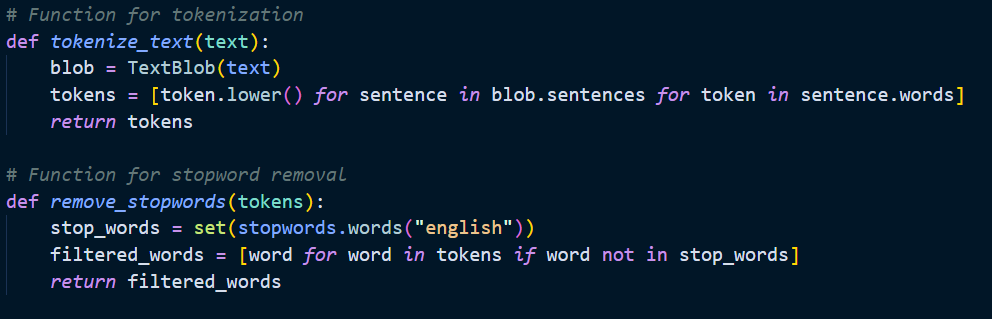 # Function for tokenization
def tokenize_text(text):
    blob = TextBlob(text)
    tokens = [token.lower() for sentence in blob.sentences for token in sentence.words]
    return tokens

# Function for stopword removal
def remove_stopwords(tokens):
    stop_words = set(stopwords.words("english"))
    filtered_words = [word for word in tokens if word not in stop_words]
    return filtered_words